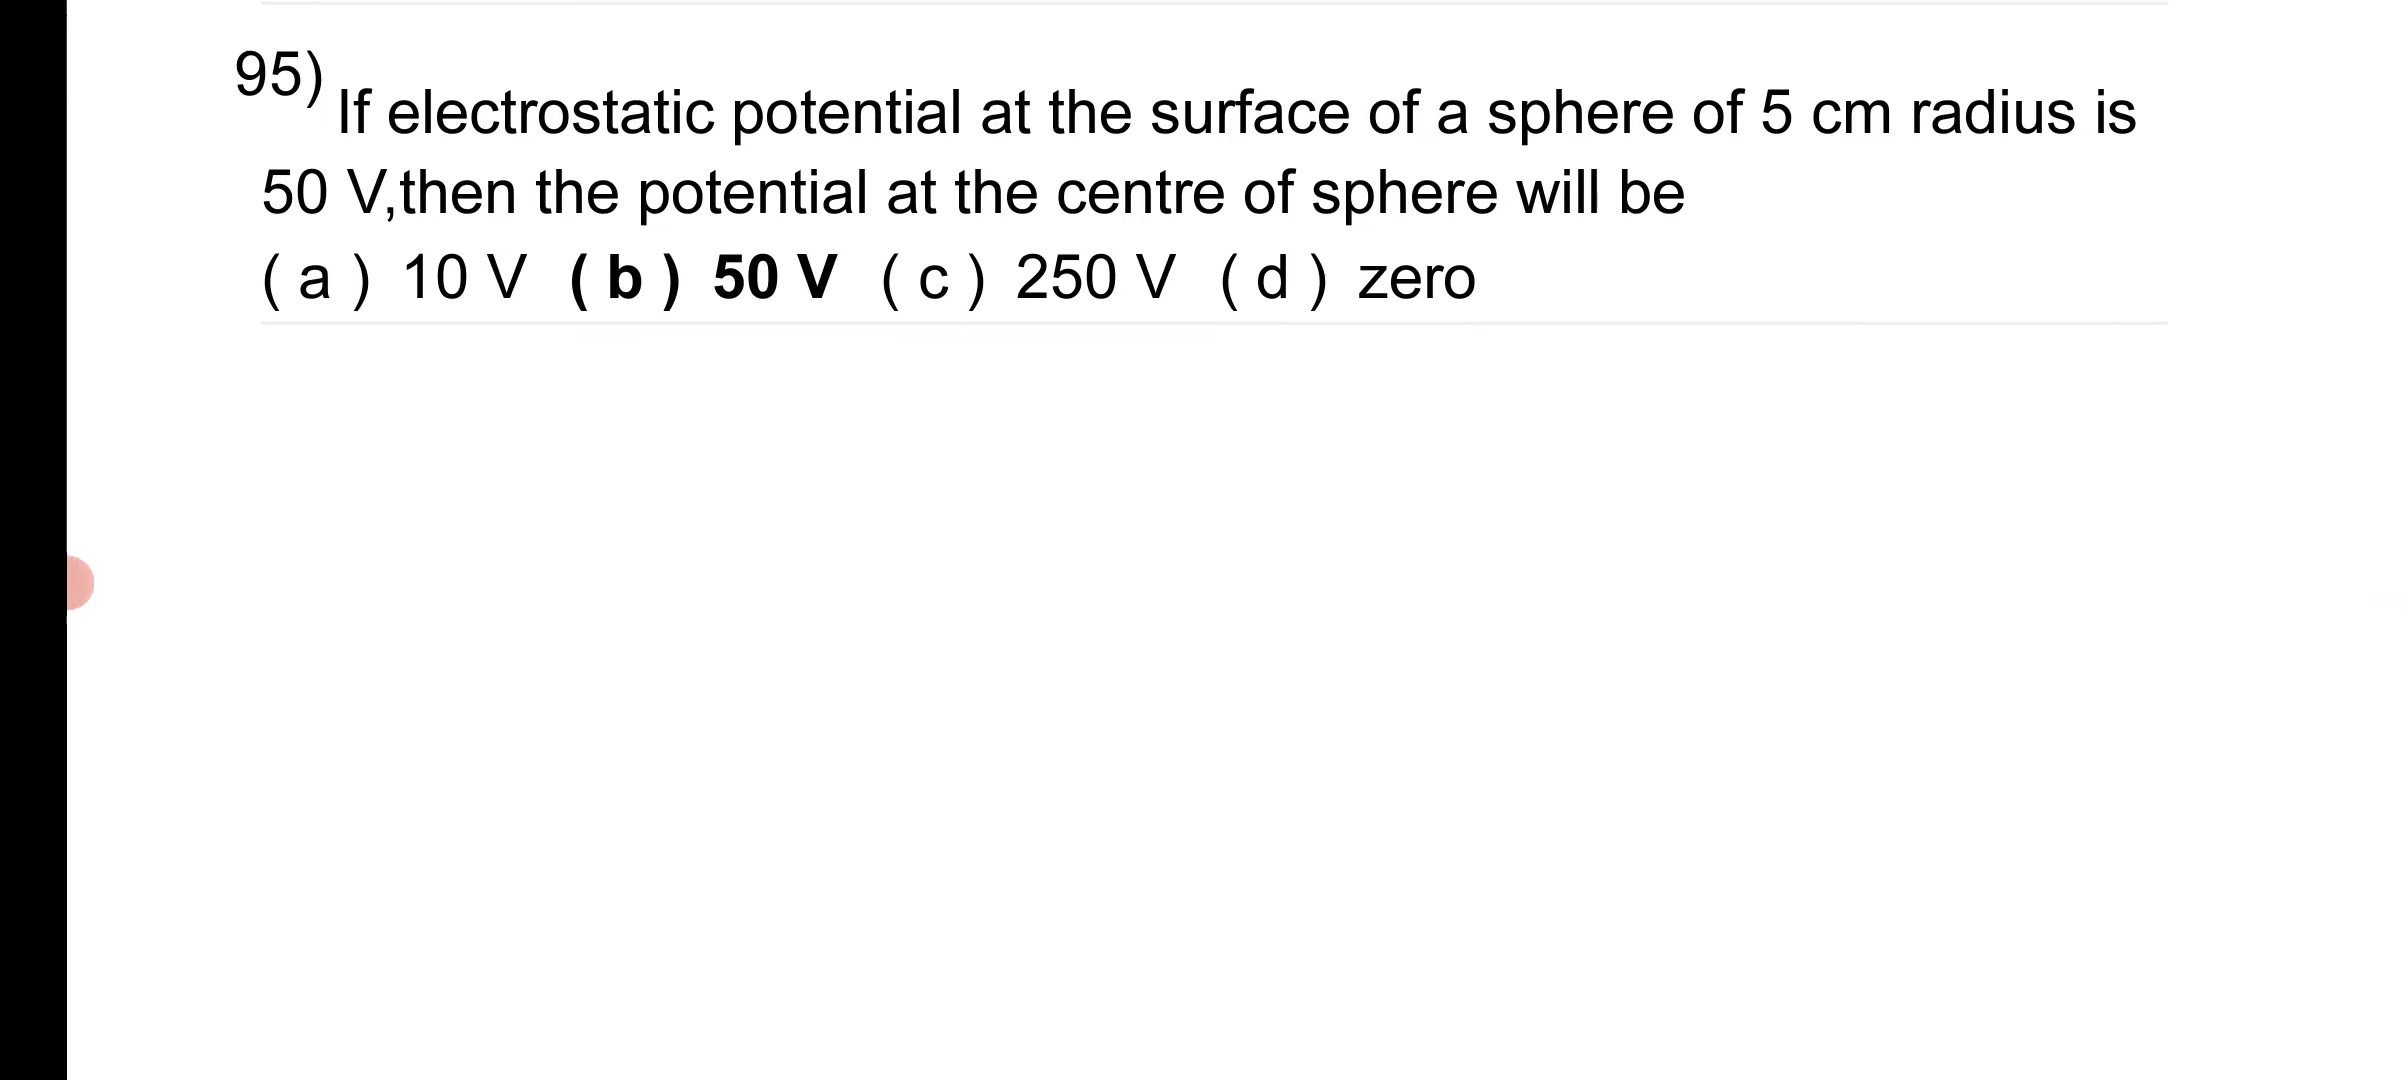 95)
If electrostatic potential at the surface of a sphere of 5 cm radius is
50 V,then the potential at the centre of sphere will be
( a ) 10 V ( b ) 50 V ( c ) 250 V ( d ) zero